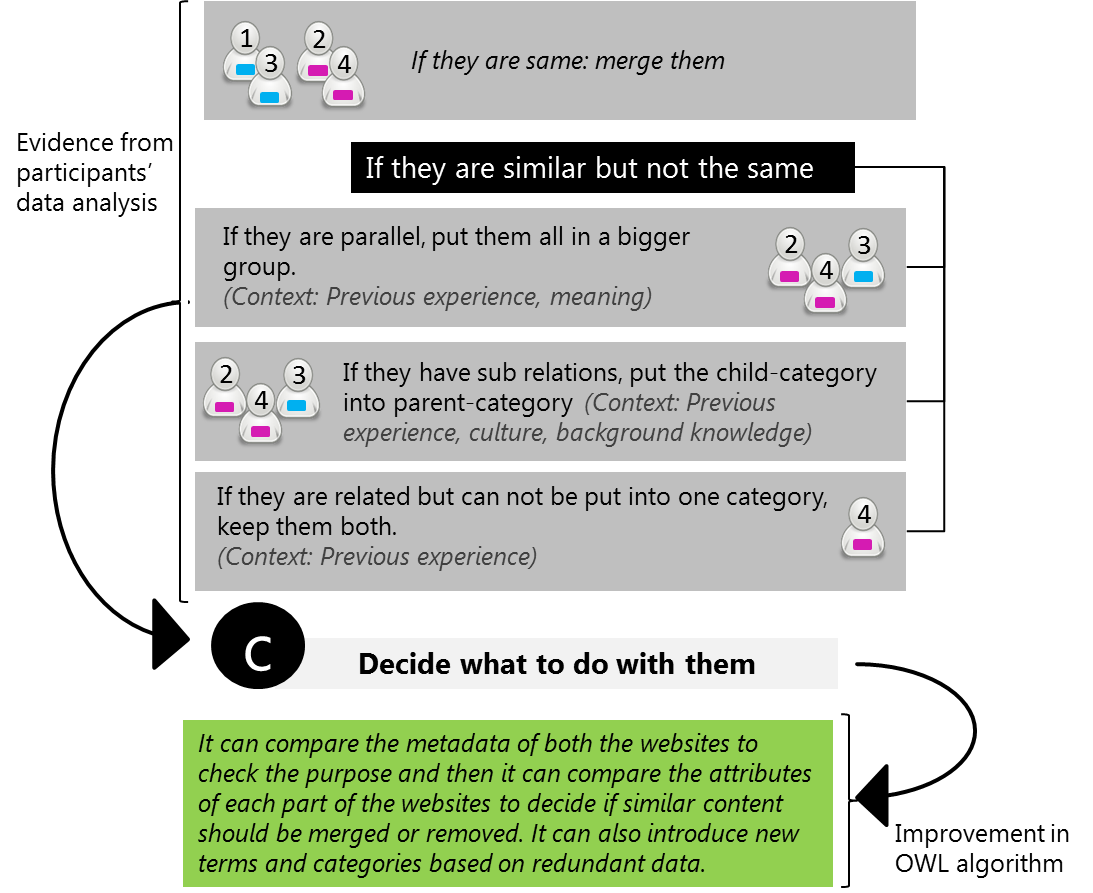 1
2
3
4
If they are same: merge them
Evidence from
participants’
data analysis
If they are similar but not the same
If they are parallel, put them all in a bigger
group.
(Context: Previous experience, meaning)
2
3
4
2
3
4
If they have sub relations, put the child-category
into parent-category (Context: Previous
experience, culture, background knowledge)
If they are related but can not be put into one category,
keep them both.
(Context: Previous experience)
4
C
Decide what to do with them
It can compare the metadata of both the websites to
check the purpose and then it can compare the attributes
of each part of the websites to decide if similar content
should be merged or removed. It can also introduce new
terms and categories based on redundant data.
Improvement in
OWL algorithm